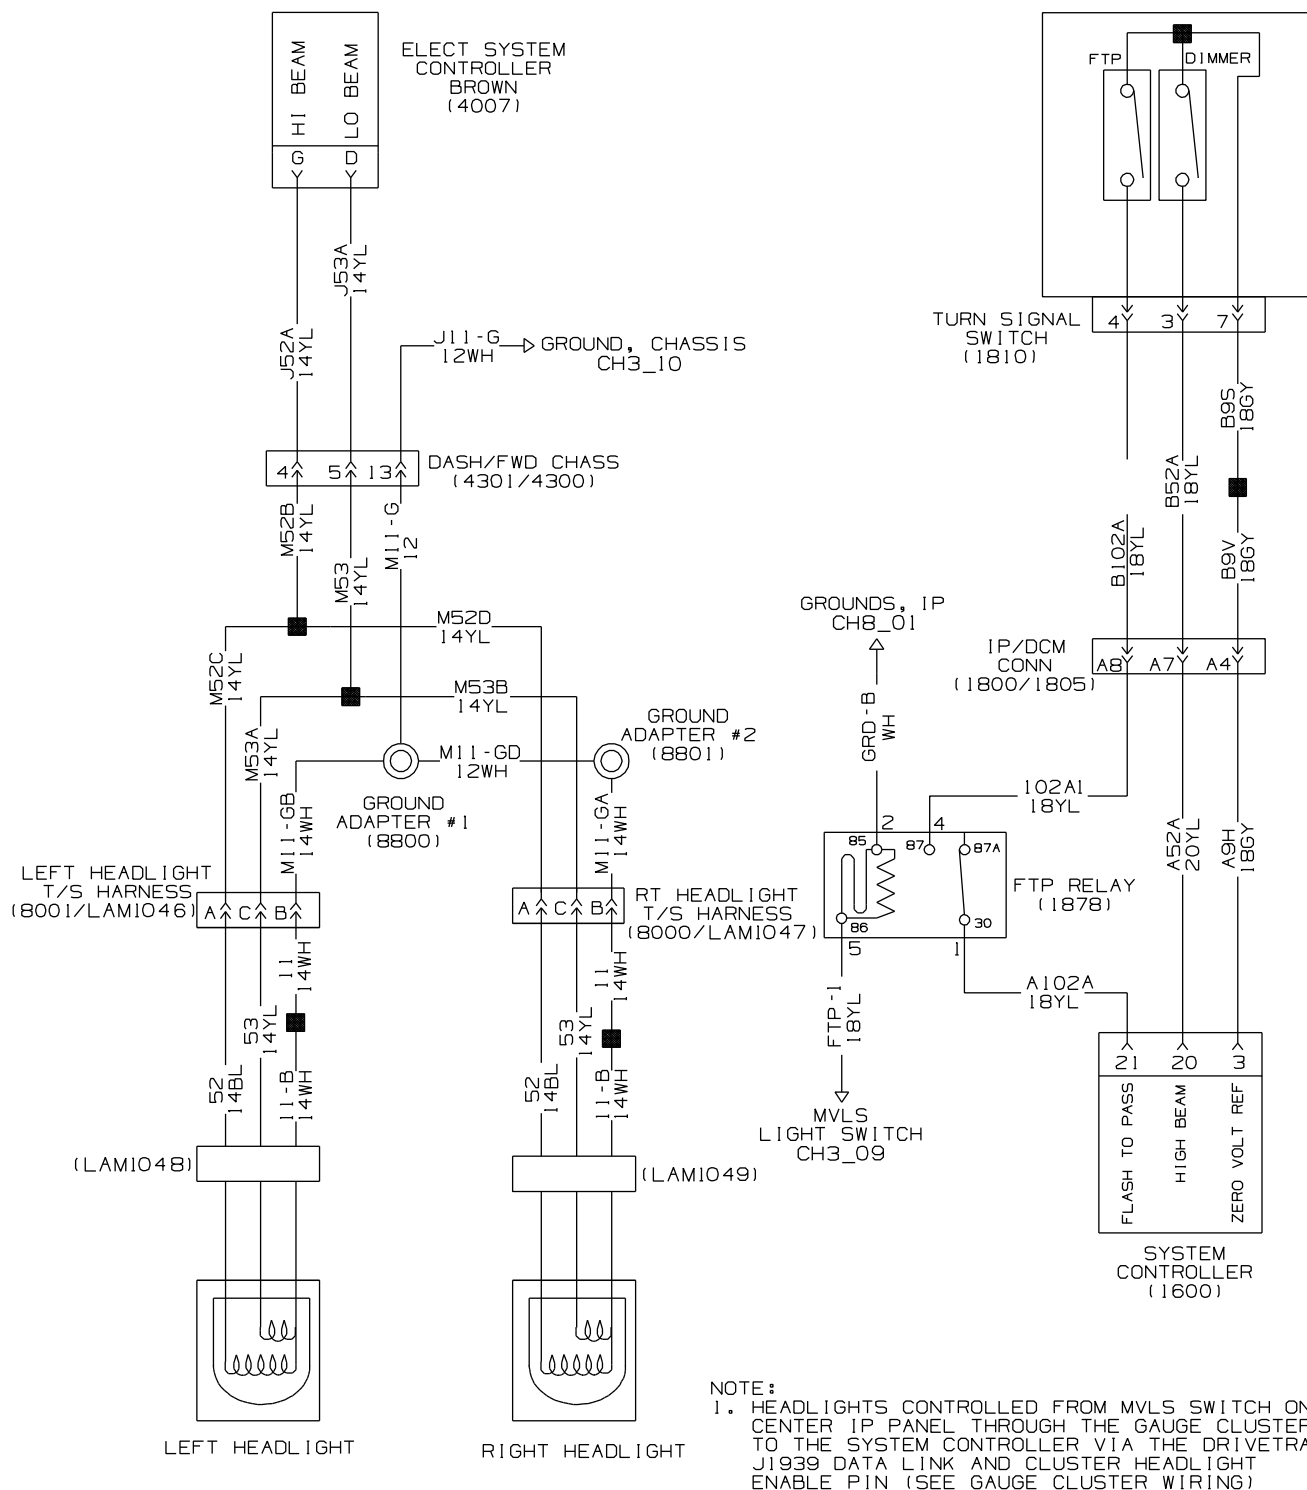 HI BEAM
LO BEAM
G
D
ELECT SYSTEM
CONTROLLER
BROWN
(4007)
J53A
14YL
J52A
14YL
J11-G
12WH
GROUND, CHASSIS
CH3_10
4
5
13
DASH/FWD CHASS
(4301/4300)
M52B
14YL
M53
14YL
M11-G
12
M52D
14YL
M52C
14YL
M53B
14YL
M53A
14YL
GROUND
ADAPTER #2
(8801)
M11-GD
12WH
GROUND
ADAPTER #1
(8800)
M11-GB
14WH
M11-GA
14WH
LEFT HEADLIGHT
T/S HARNESS
(8001/LAM1046)
A
C
B
A
C
B
RT HEADLIGHT
T/S HARNESS
(8000/LAM1047)
11
14WH
53
14YL
52
14BL
11-B
14WH
11
14WH
53
14YL
52
14BL
11-B
14WH
(LAM1048)
(LAM1049)
LEFT HEADLIGHT
RIGHT HEADLIGHT
FTP
DIMMER
4
3
7
TURN SIGNAL
SWITCH
(1810)
B9S
18GY
B52A
18YL
B102A
18YL
B9V
18GY
IP/DCM
CONN
(1800/1805)
A8
A7
A4
GROUNDS, IP
CH8_01
GRD-B
WH
102A1
18YL
2
4
85
87
87A
86
30
5
1
FTP RELAY
(1878)
A52A
20YL
A9H
18GY
FTP-1
18YL
A102A
18YL
MVLS
LIGHT SWITCH
CH3_09
21
20
3
FLASH TO PASS
HIGH BEAM
ZERO VOLT REF
SYSTEM
CONTROLLER
(1600)
NOTE:
1. HEADLIGHTS CONTROLLED FROM MVLS SWITCH ON
CENTER IP PANEL THROUGH THE GAUGE CLUSTER
TO THE SYSTEM CONTROLLER VIA THE DRIVETRA
J1939 DATA LINK AND CLUSTER HEADLIGHT
ENABLE PIN (SEE GAUGE CLUSTER WIRING)